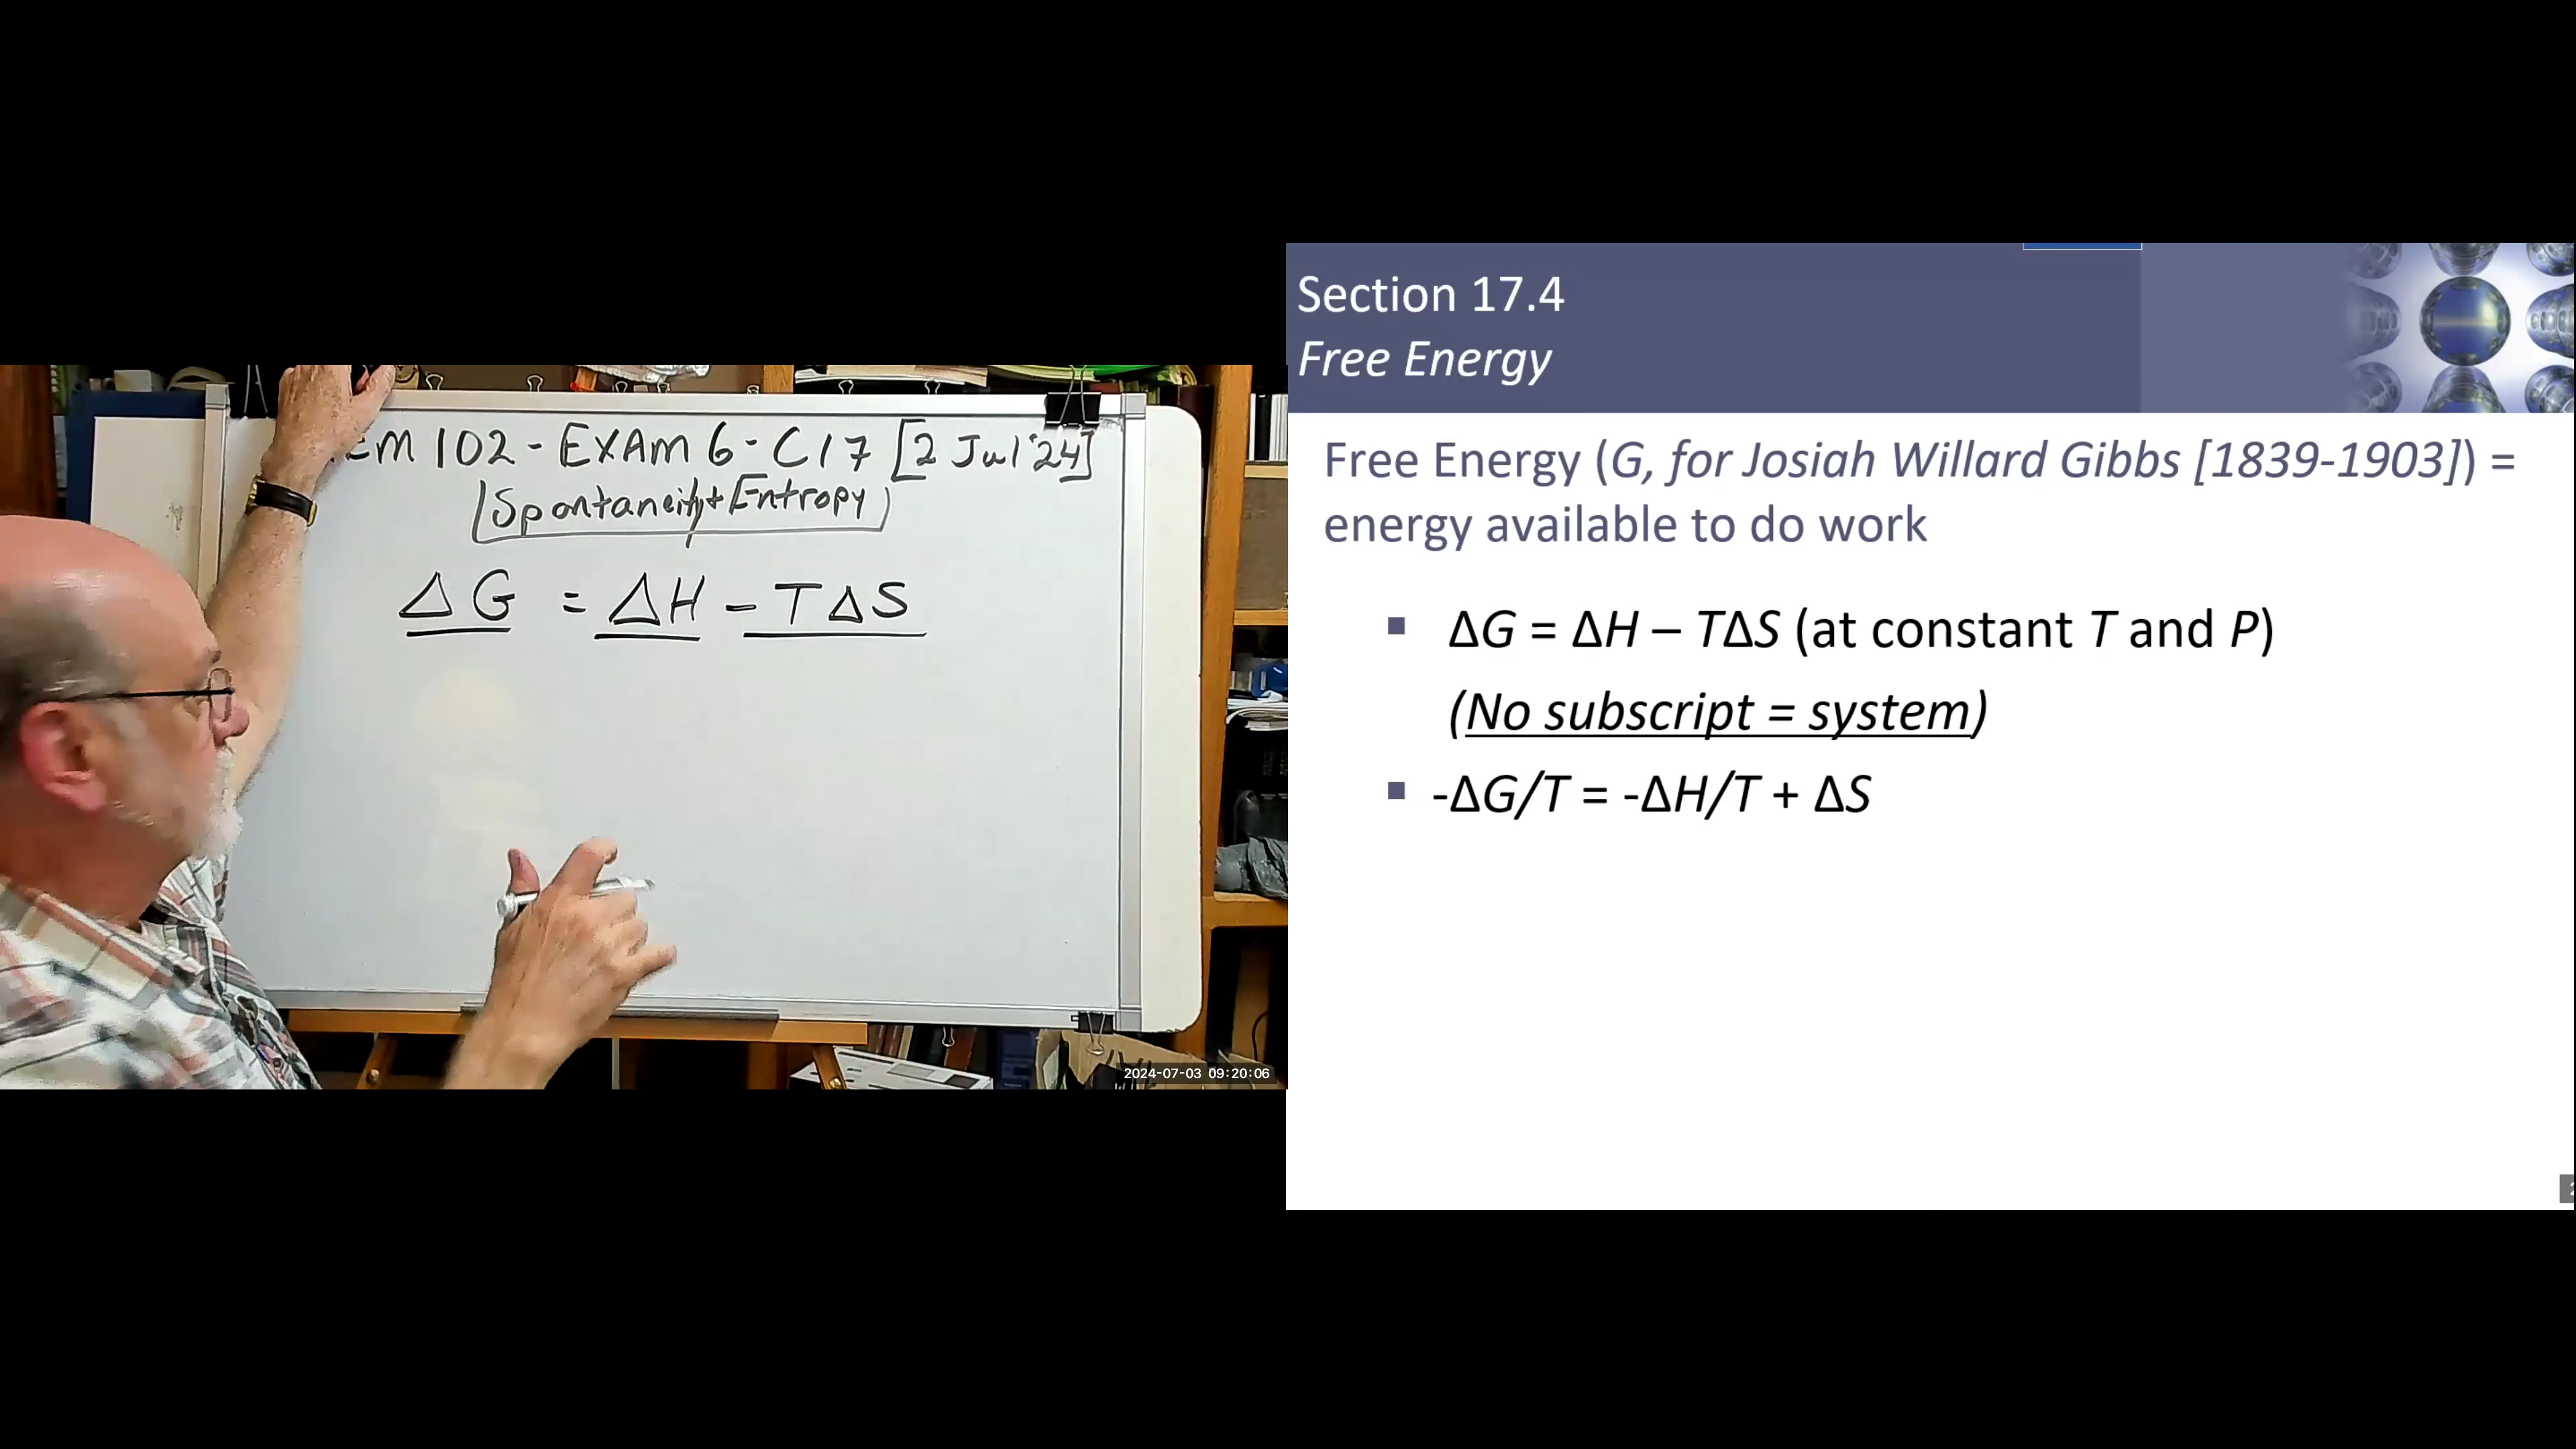 102 - EXAM 6 - C17 [2 Jul '24]
Spontaneity + Entropy
ΔG = ΔH - TΔS
2024-07-03 09:20:06
Section 17.4
Free Energy
Free Energy (G, for Josiah Willard Gibbs [1839-1903]) =
energy available to do work
▪ ΔG = ΔH – TΔS (at constant T and P)
(No subscript = system)
▪ -ΔG/T = -ΔH/T + ΔS